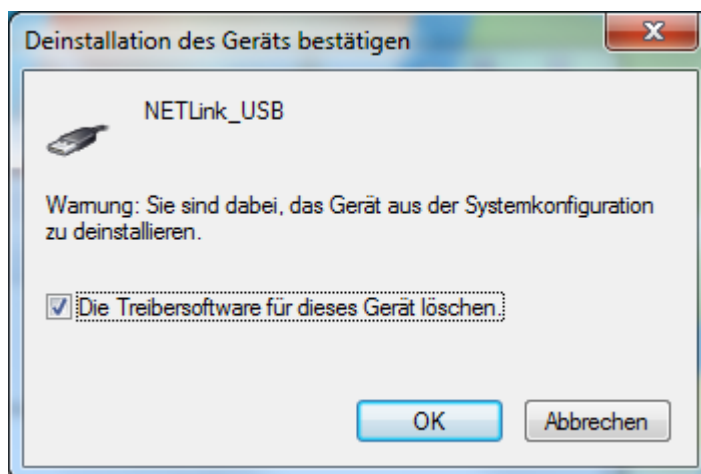 Deinstallation des Geräts bestätigen
NETLink_USB
Warnung: Sie sind dabei, das Gerät aus der Systemkonfiguration
zu deinstallieren.
Die Treibersoftware für dieses Gerät löschen.
OK
Abbrechen